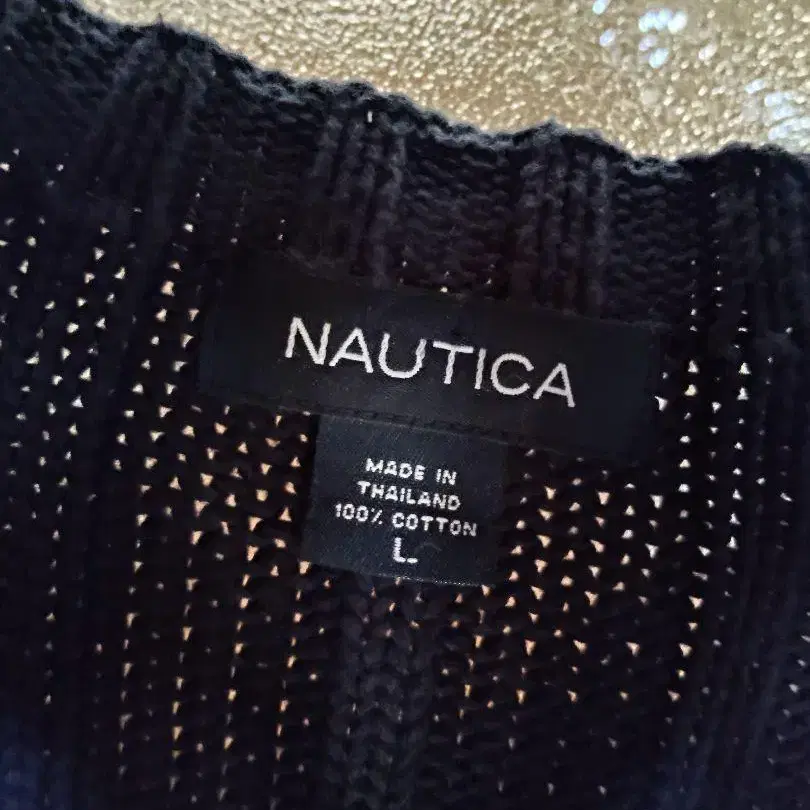 NAUTICA
MADE IN
THAILAND
100% COTTON
L